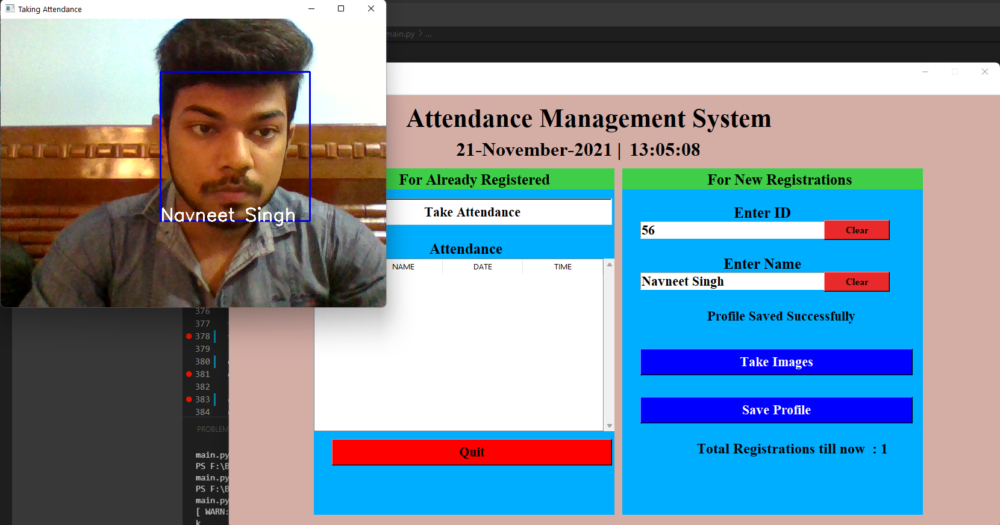 Taking Attendance
main.py > ...
Attendance Management System
21-November-2021 | 13:05:08
For Already Registered
Take Attendance
Attendance
NAME DATE TIME
Quit
For New Registrations
Enter ID
56 Clear
Enter Name
Navneet Singh Clear
Profile Saved Successfully
Take Images
Save Profile
Total Registrations till now : 1
Navneet Singh
376
377
378
379
380
381
382
383
384
PROBLEM
main.py
PS F:\B
main.py
PS F:\B
main.py
[ WARN:
k